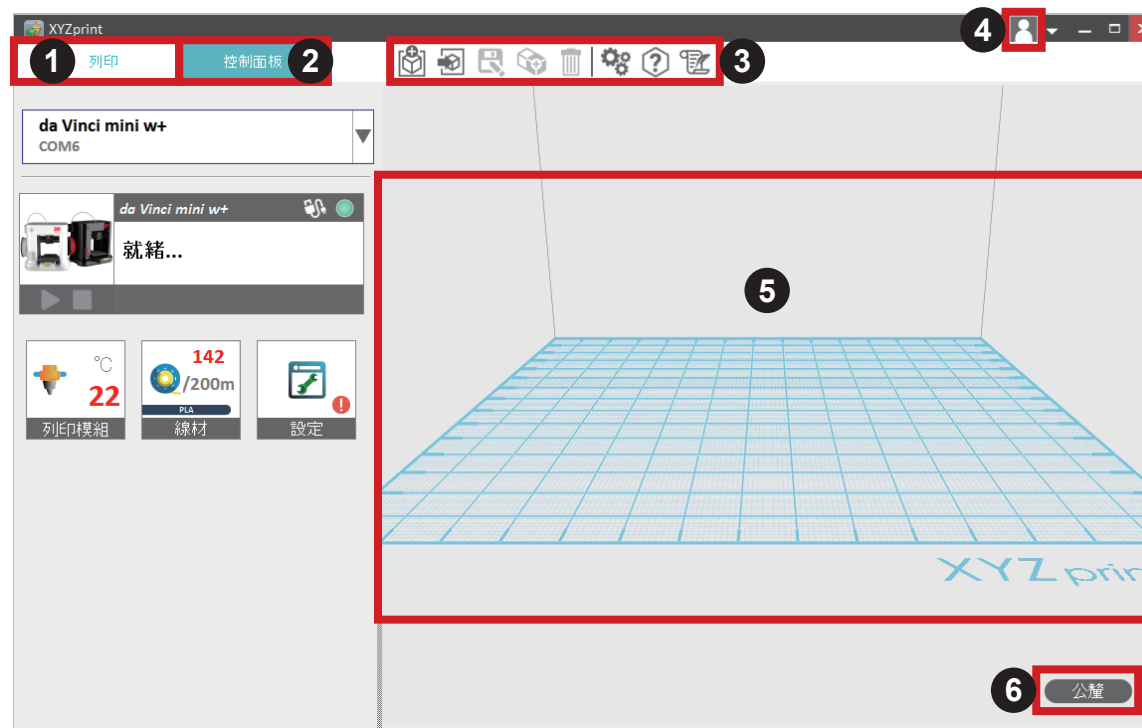 XYZprint
4
1 列印
控制面板 2
3
da Vinci mini w+
COM6
da Vinci mini w+
就緒...
5
°C
22
列印模組
142
/200m
PLA
線材
!
設定
XYZ prin
6 公釐